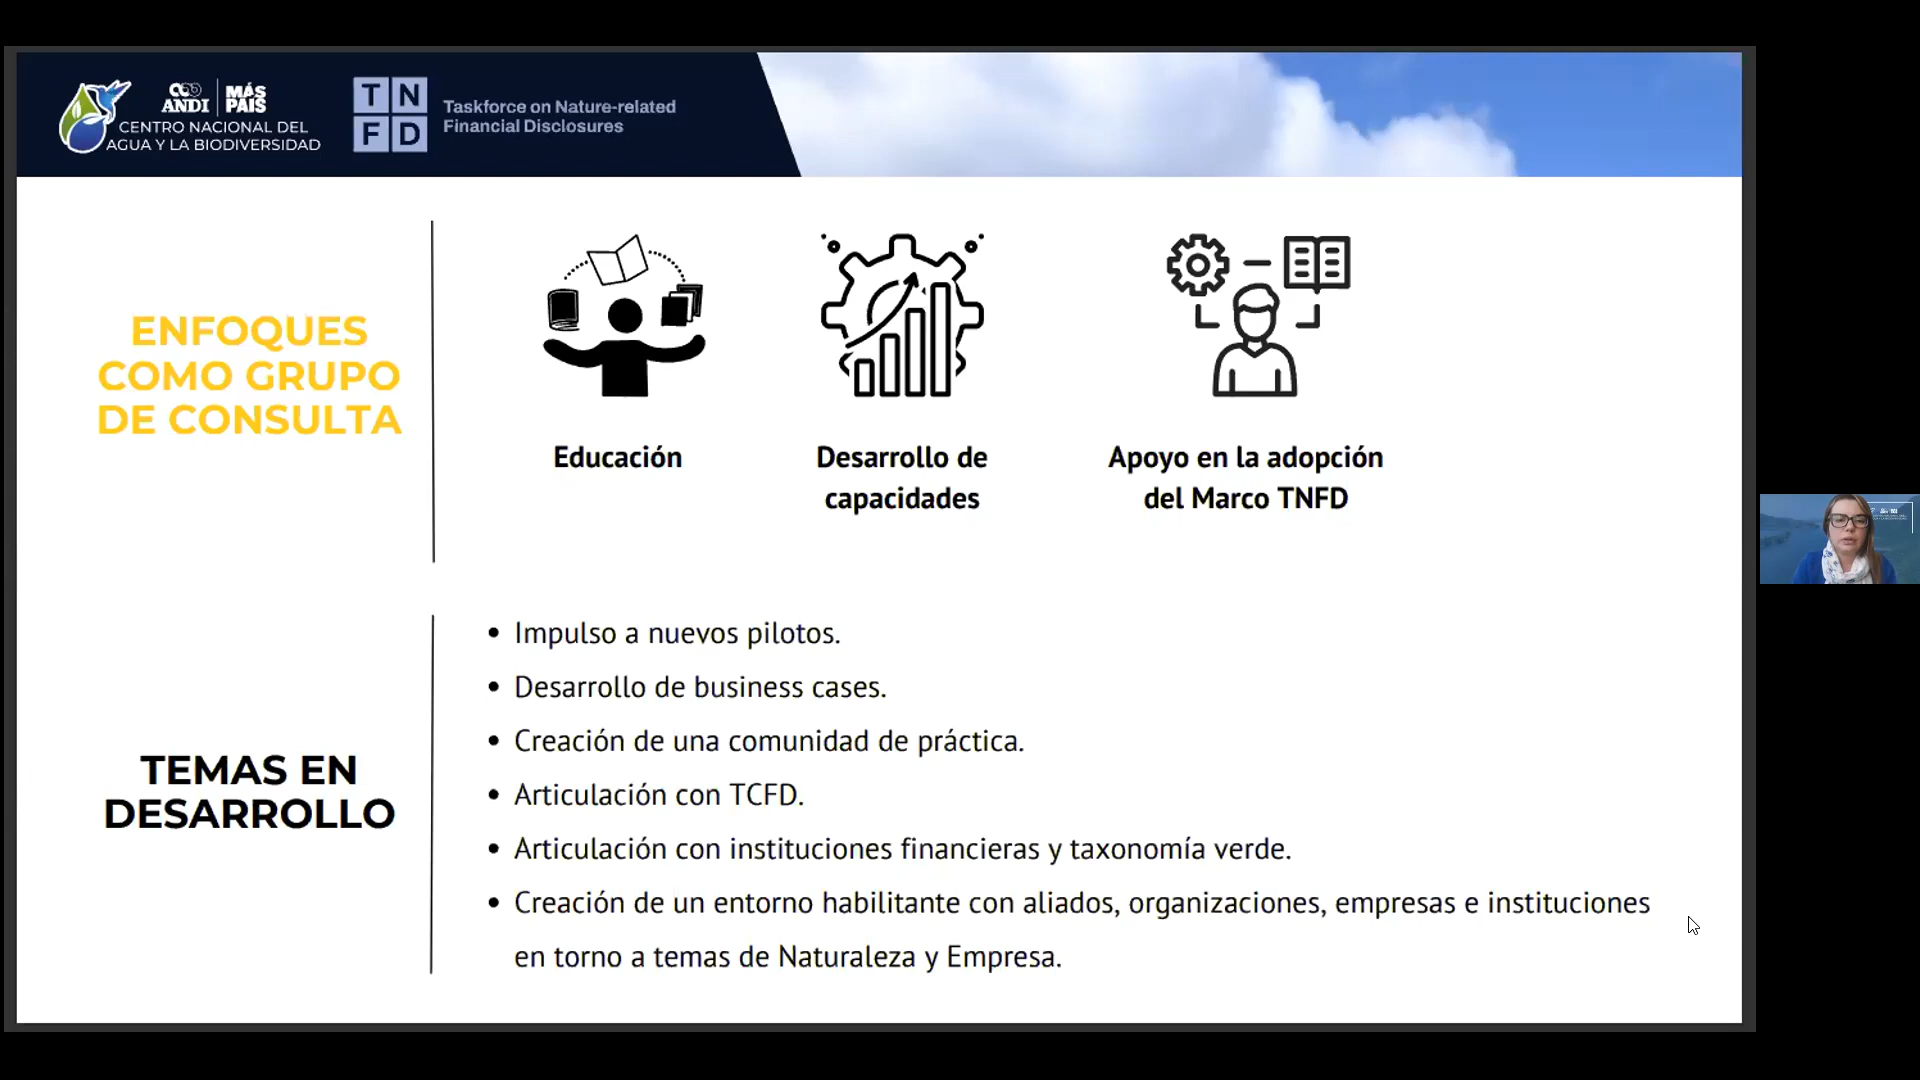 ANDI
MÁS
PAÍS
CENTRO NACIONAL DEL
AGUA Y LA BIODIVERSIDAD
TN
FD
Taskforce on Nature-related
Financial Disclosures
ENFOQUES
COMO GRUPO
DE CONSULTA
Educación
Desarrollo de
capacidades
Apoyo en la adopción
del Marco TNFD
TEMAS EN
DESARROLLO
• Impulso a nuevos pilotos.
• Desarrollo de business cases.
• Creación de una comunidad de práctica.
• Articulación con TCFD.
• Articulación con instituciones financieras y taxonomía verde.
• Creación de un entorno habilitante con aliados, organizaciones, empresas e instituciones
en torno a temas de Naturaleza y Empresa.